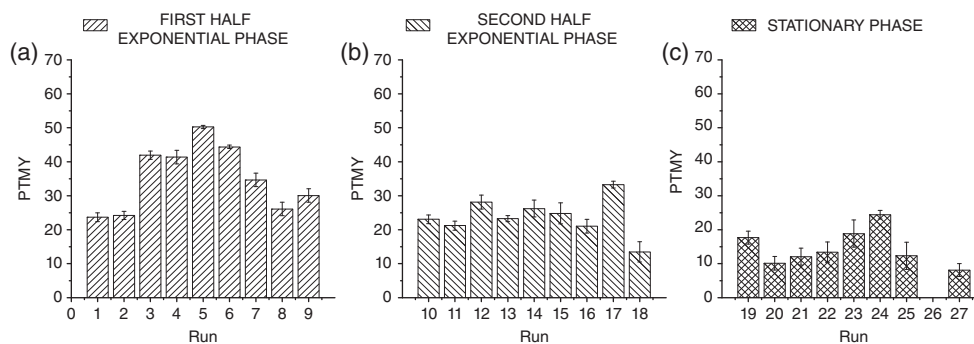 FIRST HALF
EXPONENTIAL PHASE
(a)
70
60
50
40
30
20
10
0
PTMY
0 1 2 3 4 5 6 7 8 9
Run
SECOND HALF
EXPONENTIAL PHASE
(b)
70
60
50
40
30
20
10
0
PTMY
10 11 12 13 14 15 16 17 18
Run
STATIONARY PHASE
(c)
70
60
50
40
30
20
10
0
PTMY
19 20 21 22 23 24 25 26 27
Run